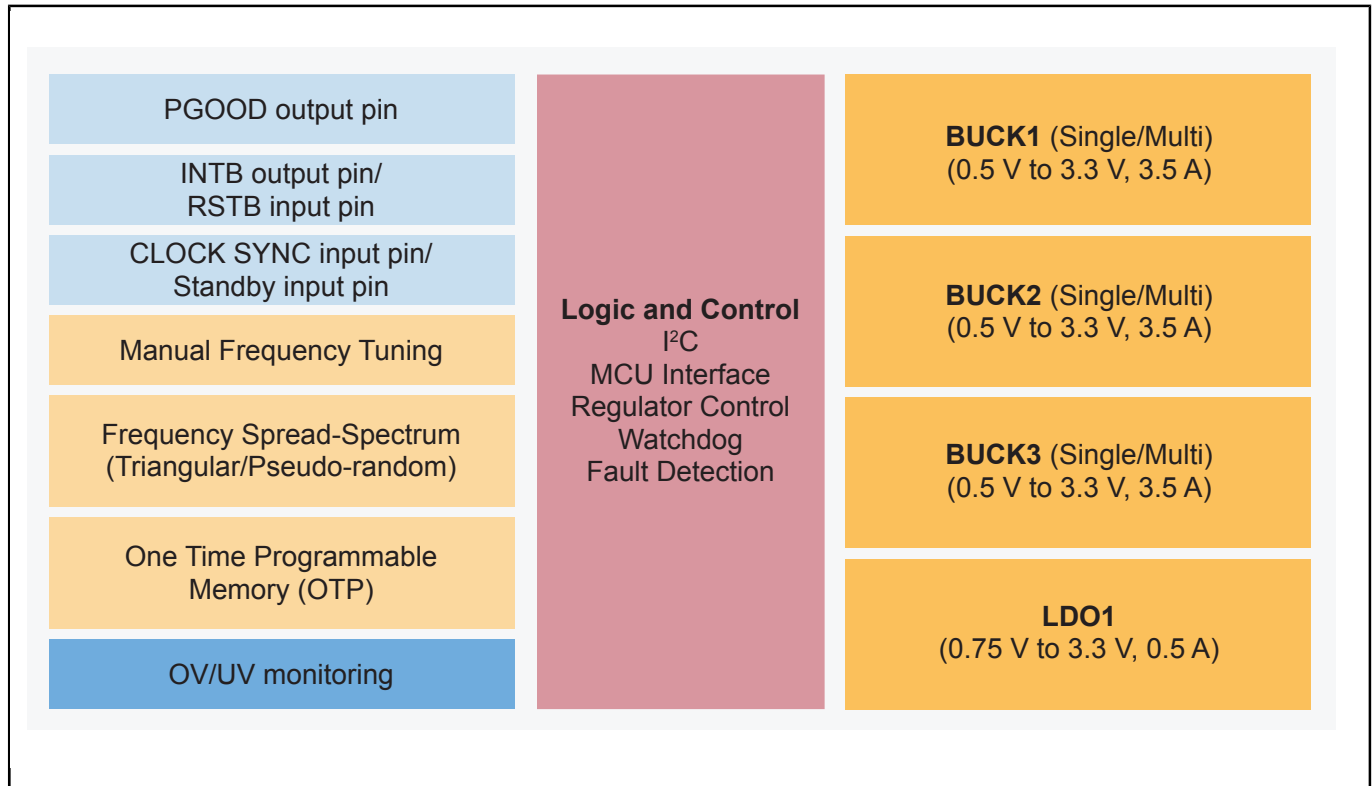 PGOOD output pin
INTB output pin/
RSTB input pin
CLOCK SYNC input pin/
Standby input pin
Manual Frequency Tuning
Frequency Spread-Spectrum
(Triangular/Pseudo-random)
One Time Programmable
Memory (OTP)
OV/UV monitoring
Logic and Control
I²C
MCU Interface
Regulator Control
Watchdog
Fault Detection
BUCK1 (Single/Multi)
(0.5 V to 3.3 V, 3.5 A)
BUCK2 (Single/Multi)
(0.5 V to 3.3 V, 3.5 A)
BUCK3 (Single/Multi)
(0.5 V to 3.3 V, 3.5 A)
LDO1
(0.75 V to 3.3 V, 0.5 A)